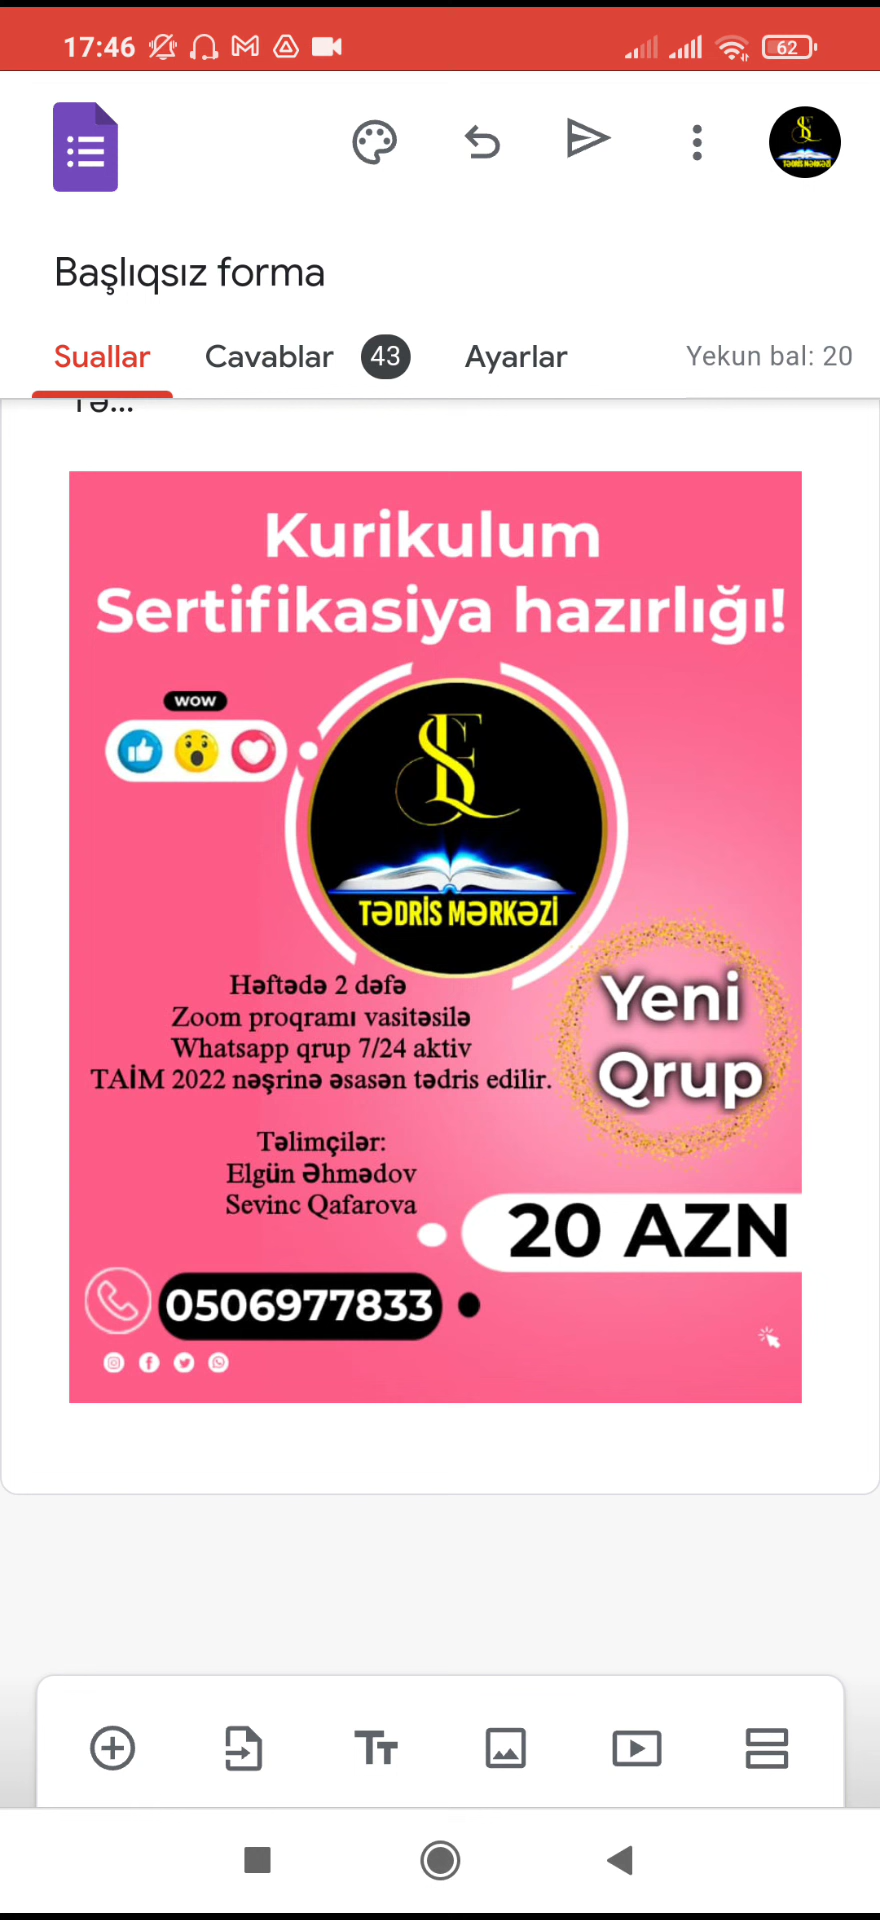 17:46
62
Başlıqsız forma
Suallar Cavablar 43 Ayarlar Yekun bal: 20
Kurikulum
Sertifikasiya hazırlığı!
WOW
TƏDRİS MƏRKƏZİ
Həftədə 2 dəfə
Zoom proqramı vasitəsilə
Whatsapp qrup 7/24 aktiv
TAİM 2022 nəşrinə əsasən tədris edilir.
Yeni
Qrup
Təlimçilər:
Elgün Əhmədov
Sevinc Qafarova
20 AZN
0506977833